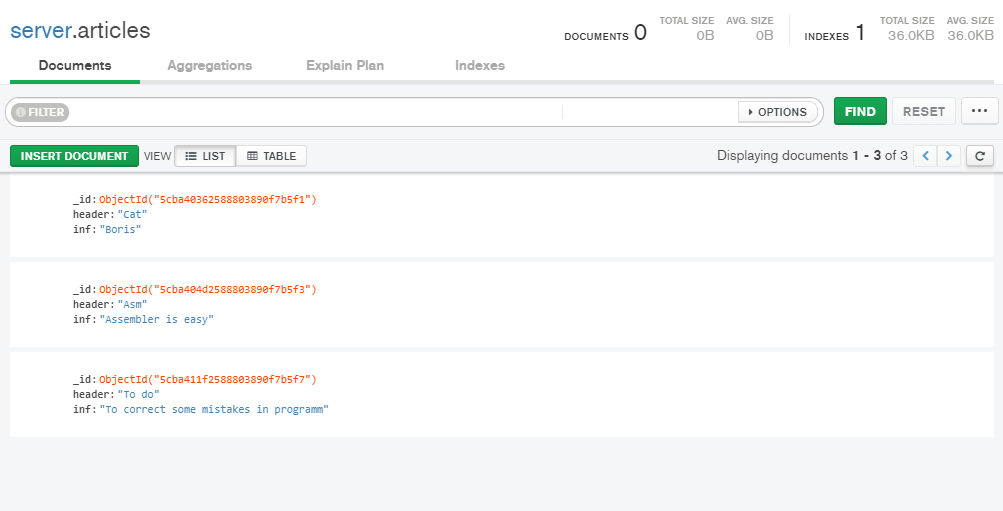 server.articles
DOCUMENTS 0
TOTAL SIZE AVG. SIZE
0B 0B
INDEXES 1
TOTAL SIZE AVG. SIZE
36.0KB 36.0KB
Documents Aggregations Explain Plan Indexes
FILTER OPTIONS FIND RESET ...
INSERT DOCUMENT VIEW LIST TABLE Displaying documents 1 - 3 of 3
_id:ObjectId("5cba40362588803890f7b5f1")
header:"Cat"
inf:"Boris"
_id:ObjectId("5cba404d2588803890f7b5f3")
header:"Asm"
inf:"Assembler is easy"
_id:ObjectId("5cba411f2588803890f7b5f7")
header:"To do"
inf:"To correct some mistakes in programm"